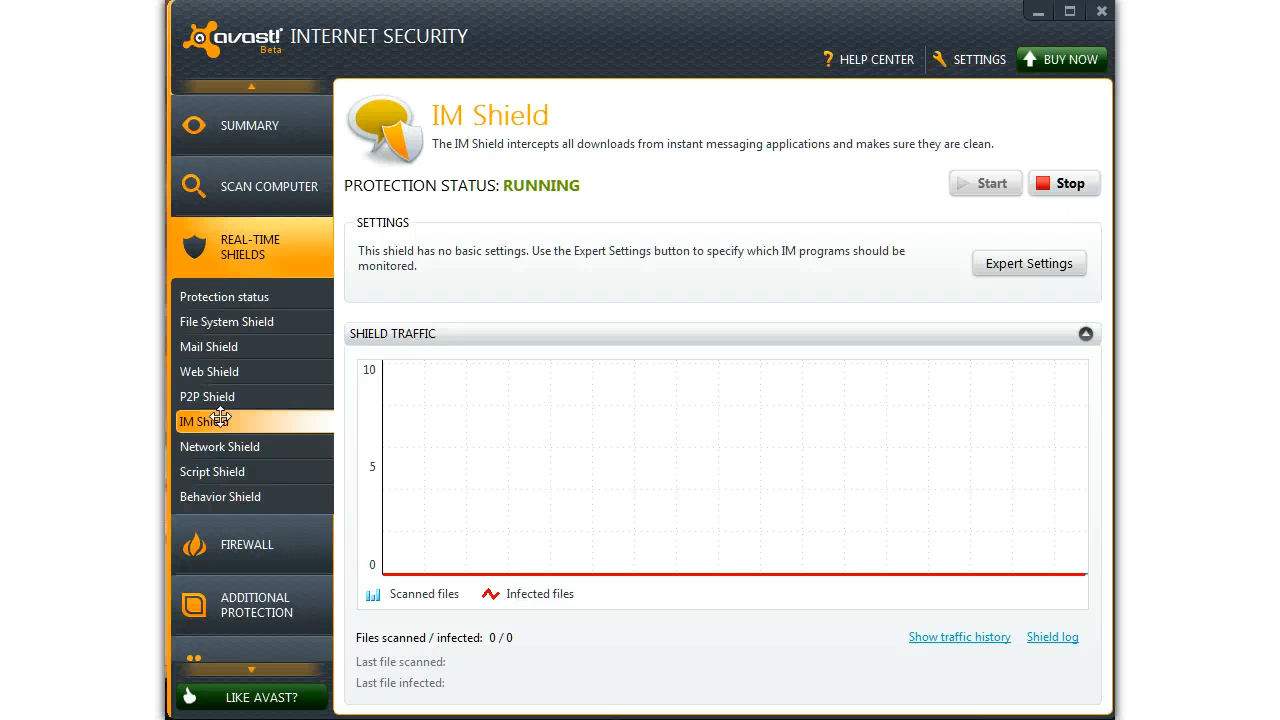 avast! INTERNET SECURITY
Beta
? HELP CENTER
SETTINGS
BUY NOW
SUMMARY
SCAN COMPUTER
REAL-TIME
SHIELDS
Protection status
File System Shield
Mail Shield
Web Shield
P2P Shield
IM Shield
Network Shield
Script Shield
Behavior Shield
FIREWALL
ADDITIONAL
PROTECTION
LIKE AVAST?
IM Shield
The IM Shield intercepts all downloads from instant messaging applications and makes sure they are clean.
PROTECTION STATUS: RUNNING
Start
Stop
SETTINGS
This shield has no basic settings. Use the Expert Settings button to specify which IM programs should be
monitored.
Expert Settings
SHIELD TRAFFIC
10
5
0
Scanned files
Infected files
Files scanned / infected: 0 / 0
Show traffic history
Shield log
Last file scanned:
Last file infected: